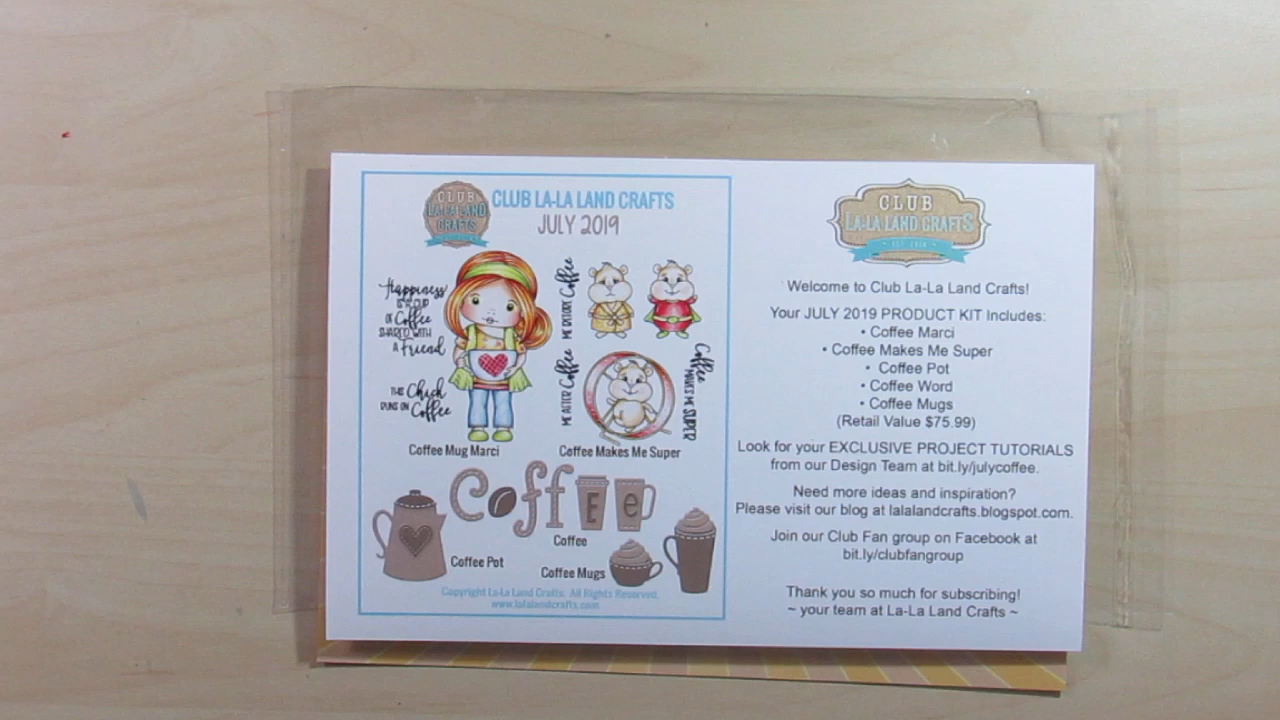 CLUB LA-LA LAND CRAFTS
CLUB LA-LA LAND CRAFTS
JULY 2019
Happiness
IS A CUP
OF Coffee
SHARED WITH
A Friend
THIS Chick
RUNS ON
Coffee
Coffee Mug Marci
ME BEFORE Coffee
ME AFTER Coffee
Coffee MAKES ME SUPER
Coffee Makes Me Super
CoffEe
Coffee
Coffee Pot
Coffee Mugs
Copyright La-La Land Crafts. All Rights Reserved.
www.lalalandcrafts.com
CLUB
LA-LA LAND CRAFTS
Welcome to Club La-La Land Crafts!
Your JULY 2019 PRODUCT KIT Includes:
• Coffee Marci
• Coffee Makes Me Super
• Coffee Pot
• Coffee Word
• Coffee Mugs
(Retail Value $75.99)
Look for your EXCLUSIVE PROJECT TUTORIALS
from our Design Team at bit.ly/julycoffee.
Need more ideas and inspiration?
Please visit our blog at lalalandcrafts.blogspot.com.
Join our Club Fan group on Facebook at
bit.ly/clubfangroup
Thank you so much for subscribing!
~ your team at La-La Land Crafts ~